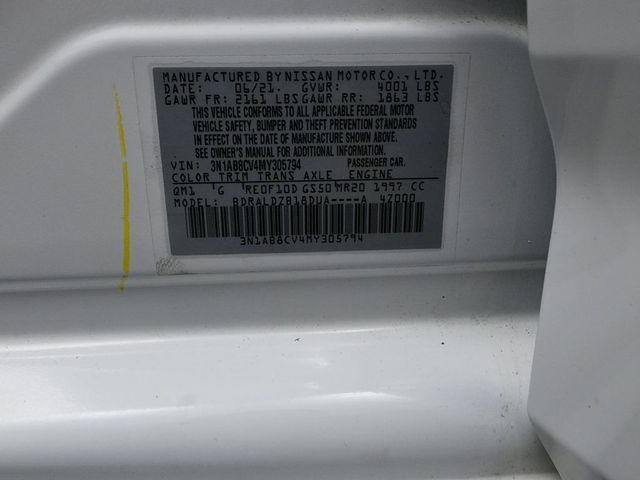 MANUFACTURED BY NISSAN MOTOR CO., LTD.
DATE: 06/21 GVWR: 4001 LBS
GAWR FR: 2161 LBS GAWR RR: 1863 LBS
THIS VEHICLE CONFORMS TO ALL APPLICABLE FEDERAL MOTOR
VEHICLE SAFETY, BUMPER AND THEFT PREVENTION STANDARDS
IN EFFECT ON THE DATE OF MANUFACTURE SHOWN ABOVE.
SEE OWNER'S MANUAL FOR ADDITIONAL INFORMATION.
VIN: 3N1AB8CV4MY305794 PASSENGER CAR
COLOR TRIM TRANS AXLE ENGINE
QM1 G RE0F10D GS50 MR20 1997 CC
MODEL: BDRALDZB18DUA----A 4Z000
3N1AB8CV4MY305794